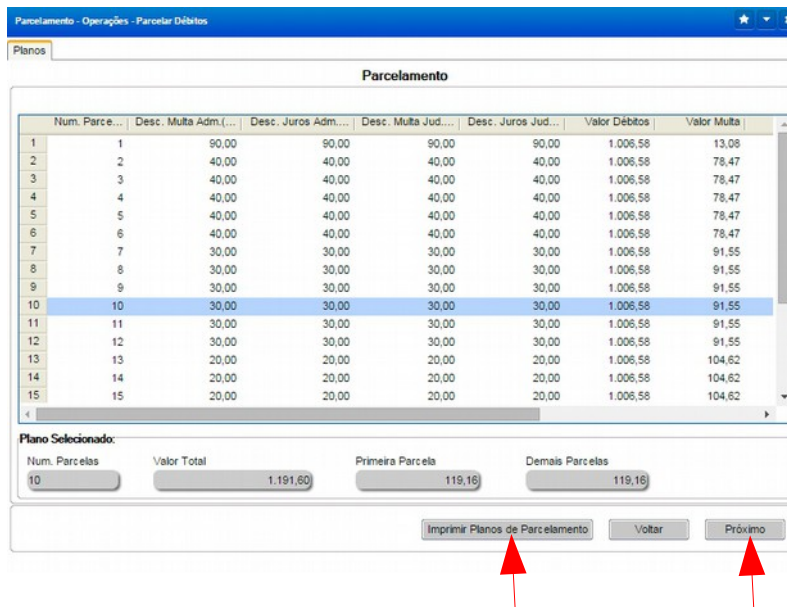 Parcelamento - Operações - Parcelar Débitos
Planos
Parcelamento
Num. Parce... Desc. Multa Adm.(... Desc. Juros Adm.... Desc. Multa Jud.... Desc. Juros Jud... Valor Débitos Valor Multa
1 1 90,00 90,00 90,00 90,00 1.006,58 13,08
2 2 40,00 40,00 40,00 40,00 1.006,58 78,47
3 3 40,00 40,00 40,00 40,00 1.006,58 78,47
4 4 40,00 40,00 40,00 40,00 1.006,58 78,47
5 5 40,00 40,00 40,00 40,00 1.006,58 78,47
6 6 40,00 40,00 40,00 40,00 1.006,58 78,47
7 7 30,00 30,00 30,00 30,00 1.006,58 91,55
8 8 30,00 30,00 30,00 30,00 1.006,58 91,55
9 9 30,00 30,00 30,00 30,00 1.006,58 91,55
10 10 30,00 30,00 30,00 30,00 1.006,58 91,55
11 11 30,00 30,00 30,00 30,00 1.006,58 91,55
12 12 30,00 30,00 30,00 30,00 1.006,58 91,55
13 13 20,00 20,00 20,00 20,00 1.006,58 104,62
14 14 20,00 20,00 20,00 20,00 1.006,58 104,62
15 15 20,00 20,00 20,00 20,00 1.006,58 104,62
Plano Selecionado:
Num. Parcelas Valor Total Primeira Parcela Demais Parcelas
10 1.191,60 119,16 119,16
Imprimir Planos de Parcelamento Voltar Próximo